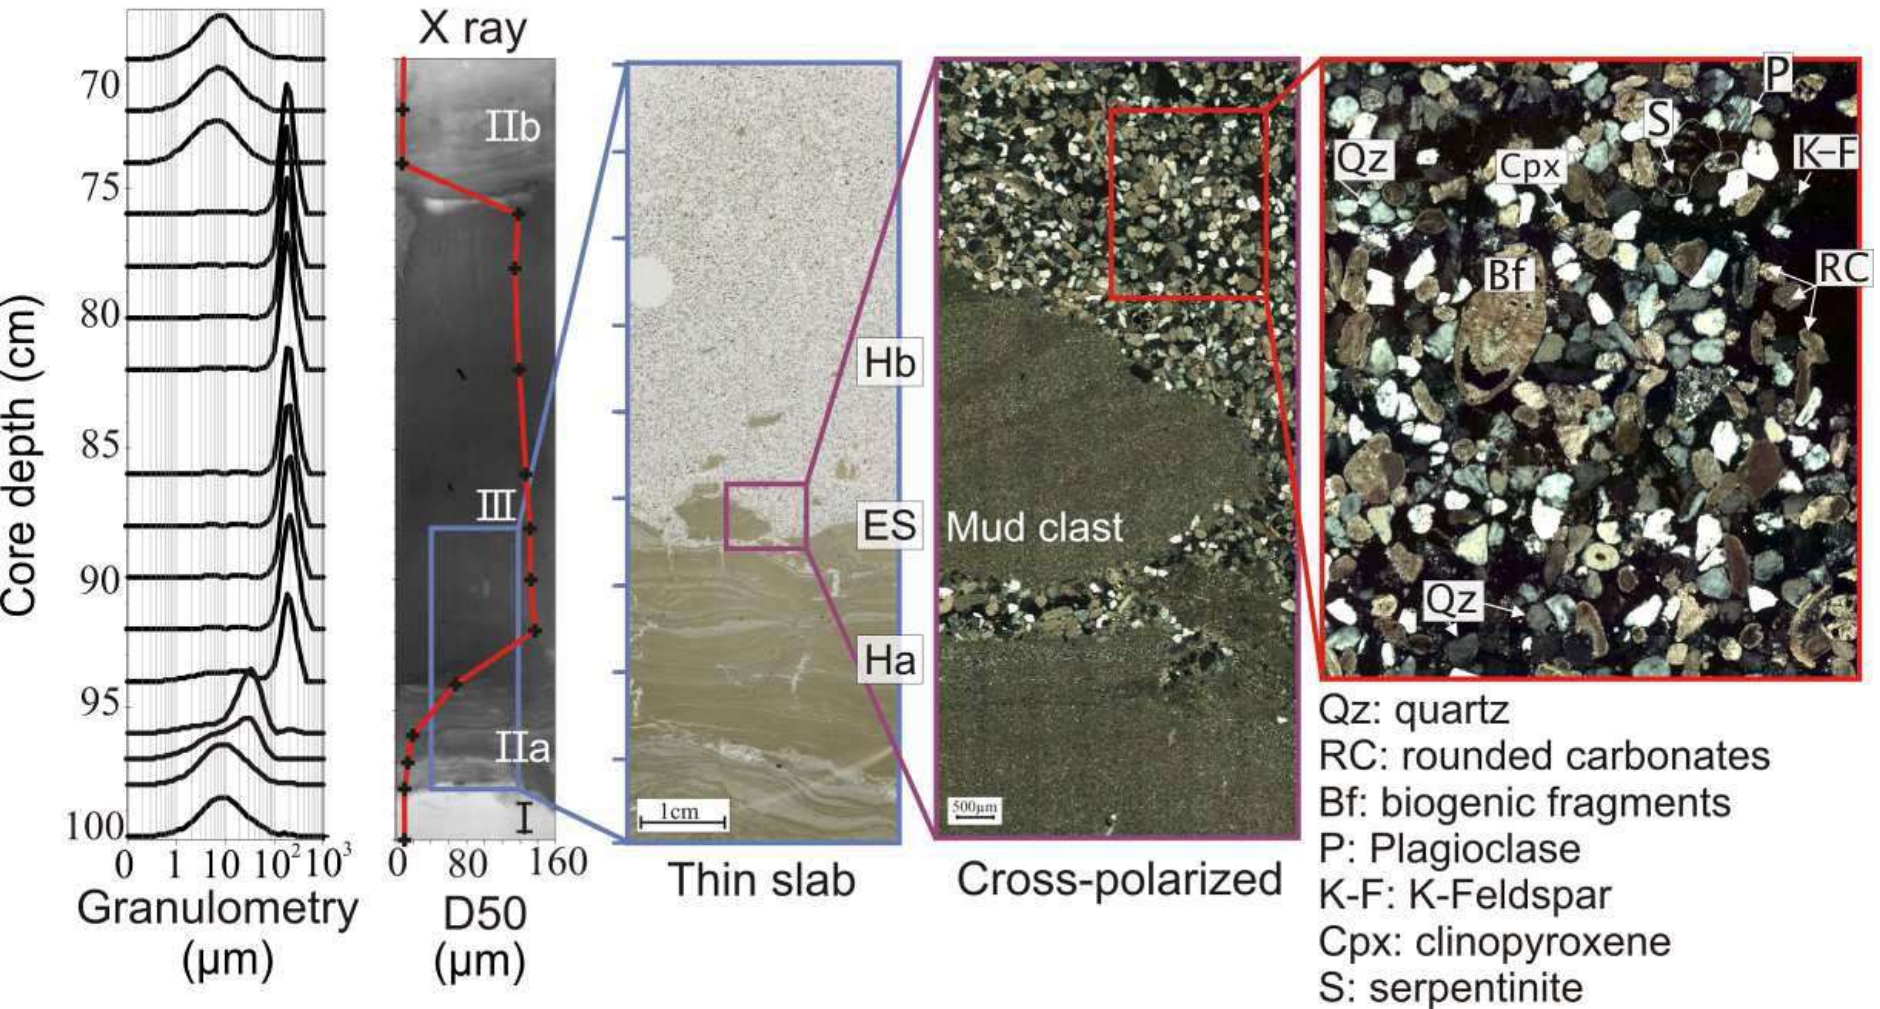 X ray
70
75
80
85
90
95
100
Core depth (cm)
0 1 10 10² 10³
Granulometry
(µm)
IIb
III
IIa
I
0 80 160
D50
(µm)
Hb
ES
Ha
1cm
Thin slab
Mud clast
500µm
Cross-polarized
P
S
Qz
Cpx
K-F
Bf
RC
Qz
Qz: quartz
RC: rounded carbonates
Bf: biogenic fragments
P: Plagioclase
K-F: K-Feldspar
Cpx: clinopyroxene
S: serpentinite